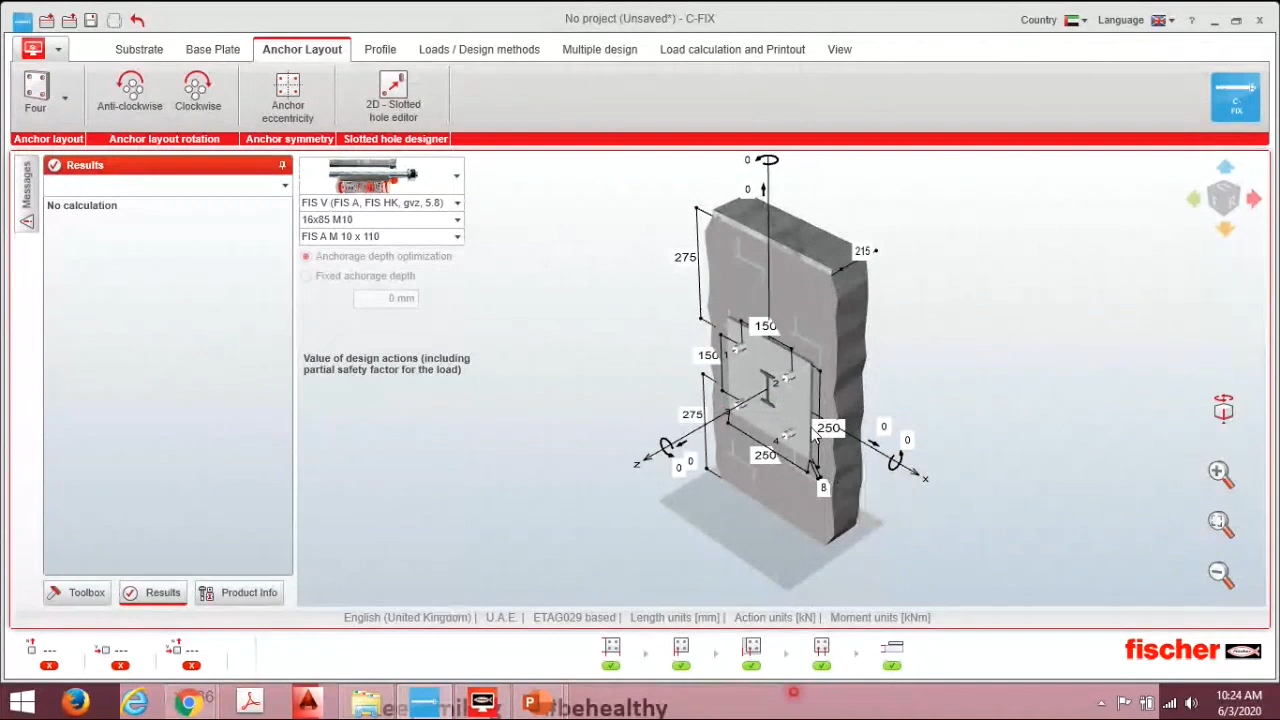 No project (Unsaved*) - C-FIX
Country
Language
?
Substrate
Base Plate
Anchor Layout
Profile
Loads / Design methods
Multiple design
Load calculation and Printout
View
Four
Anti-clockwise
Clockwise
Anchor eccentricity
2D - Slotted hole editor
C-FIX
Anchor layout
Anchor layout rotation
Anchor symmetry
Slotted hole designer
Messages
Results
No calculation
FIS V (FIS A, FIS HK, gvz, 5.8)
16x85 M10
FIS A M 10 x 110
Anchorage depth optimization
Fixed achorage depth
0 mm
Value of design actions (including
partial safety factor for the load)
0
0
215
275
150
150
1
2
275
4
250
250
0
0
0
0
z
x
8
Toolbox
Results
Product Info
English (United Kingdom) | U.A.E. | ETAG029 based | Length units [mm] | Action units [kN] | Moment units [kNm]
N
V
V
---
---
---
fischer
#behealthy
10:24 AM
6/3/2020